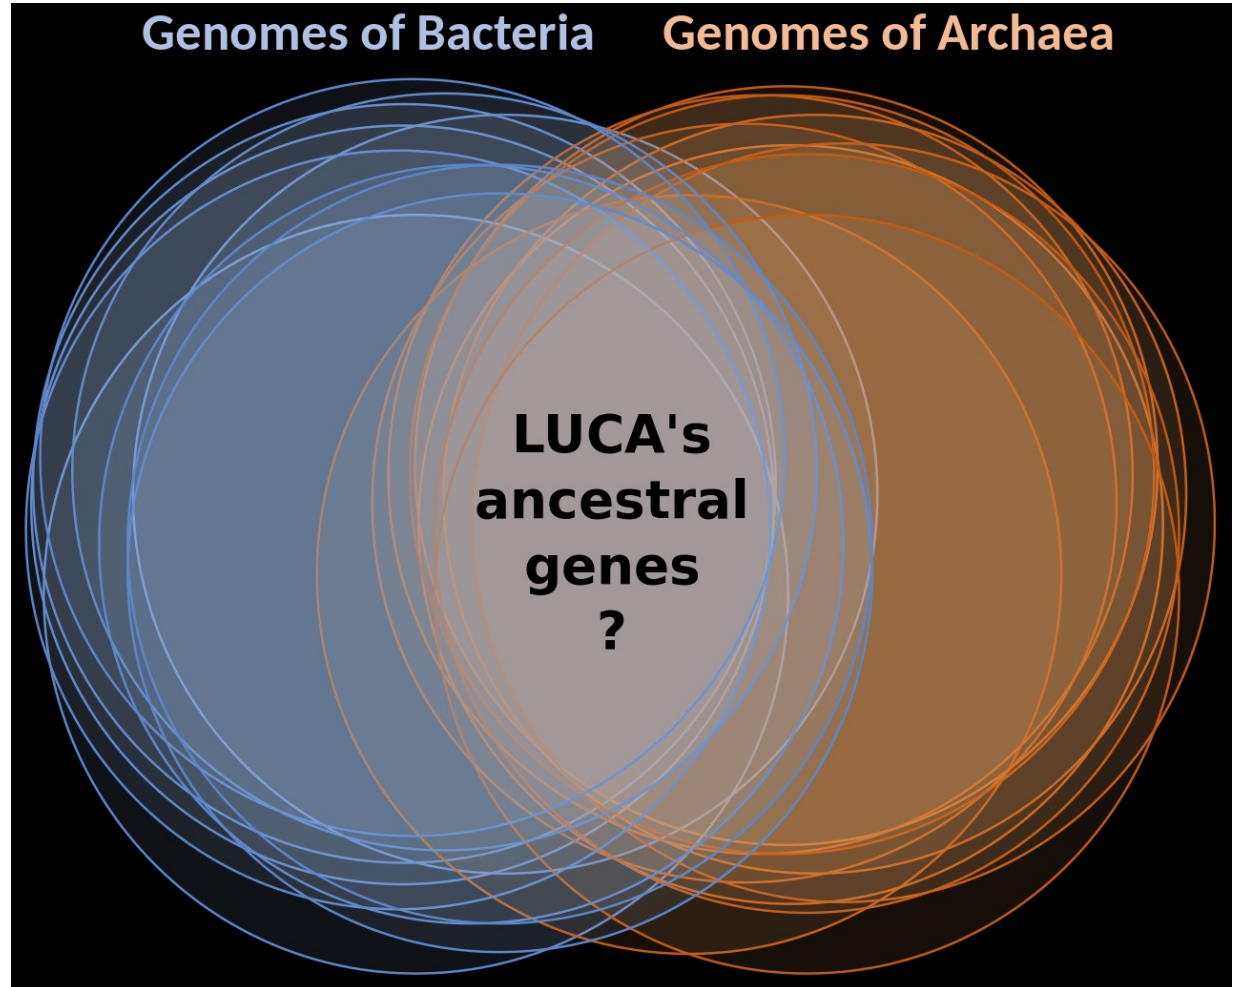 Genomes of Bacteria
Genomes of Archaea
LUCA's
ancestral
genes
?